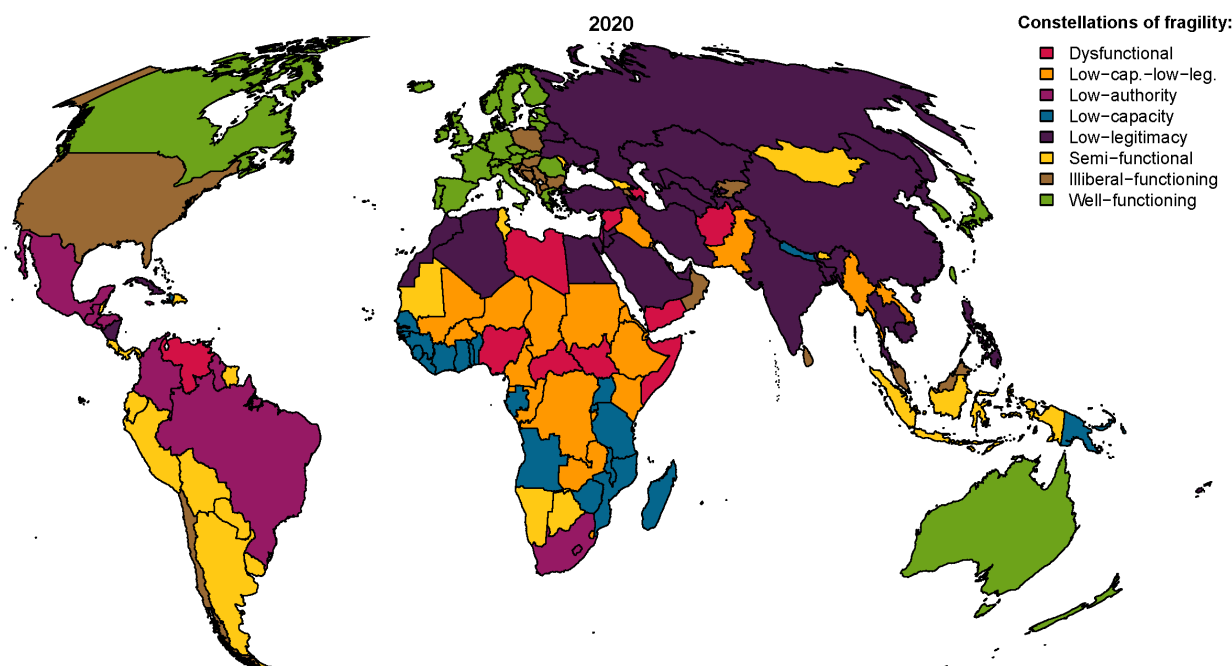 2020
Constellations of fragility:
Dysfunctional
Low−cap.−low−leg.
Low−authority
Low−capacity
Low−legitimacy
Semi−functional
Illiberal−functioning
Well−functioning